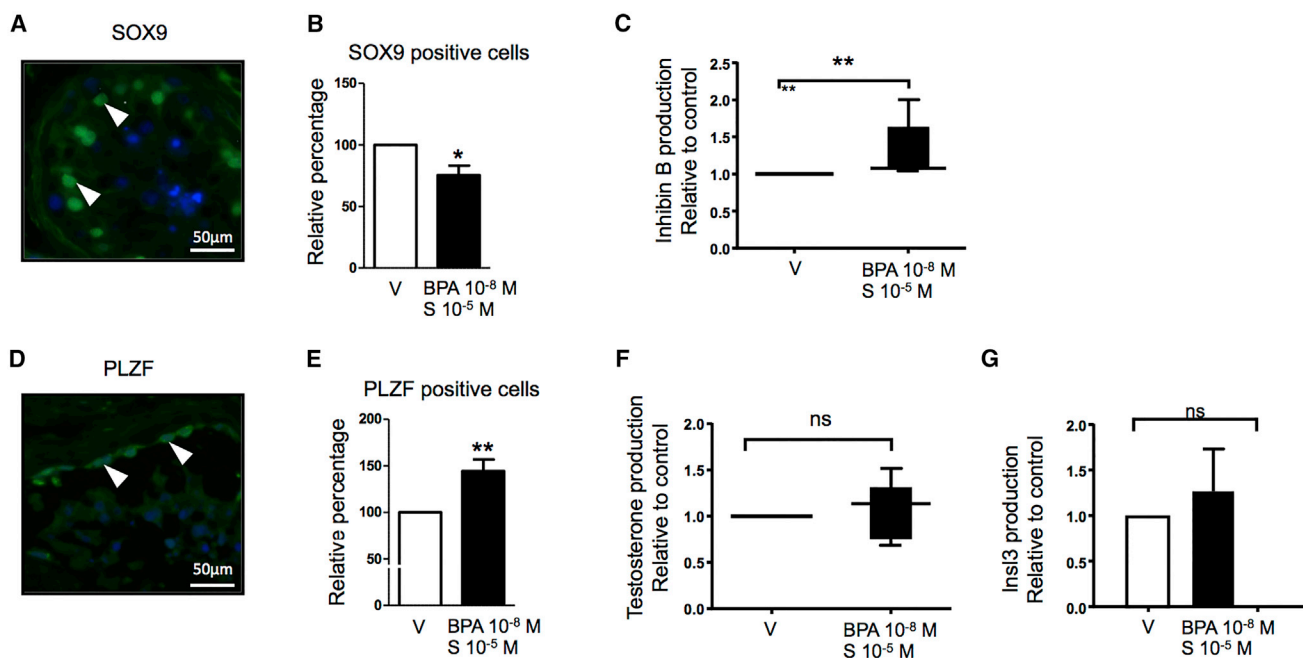 A
SOX9
50µm
B
SOX9 positive cells
Relative percentage
150
100
50
0
*
V
BPA 10⁻⁸ M
S 10⁻⁵ M
C
Inhibin B production
Relative to control
2.5
2.0
1.5
1.0
0.5
0.0
**
**
V
BPA 10⁻⁸ M
S 10⁻⁵ M
D
PLZF
50µm
E
PLZF positive cells
Relative percentage
200
150
100
50
0
**
V
BPA 10⁻⁸ M
S 10⁻⁵ M
F
Testosterone production
Relative to control
2.0
1.5
1.0
0.5
0.0
ns
V
BPA 10⁻⁸ M
S 10⁻⁵ M
G
Insl3 production
Relative to control
2.0
1.5
1.0
0.5
0.0
ns
V
BPA 10⁻⁸ M
S 10⁻⁵ M